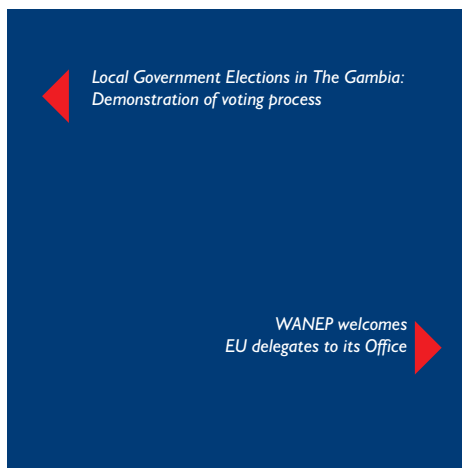 Local Government Elections in The Gambia:
Demonstration of voting process
WANEP welcomes
EU delegates to its Office